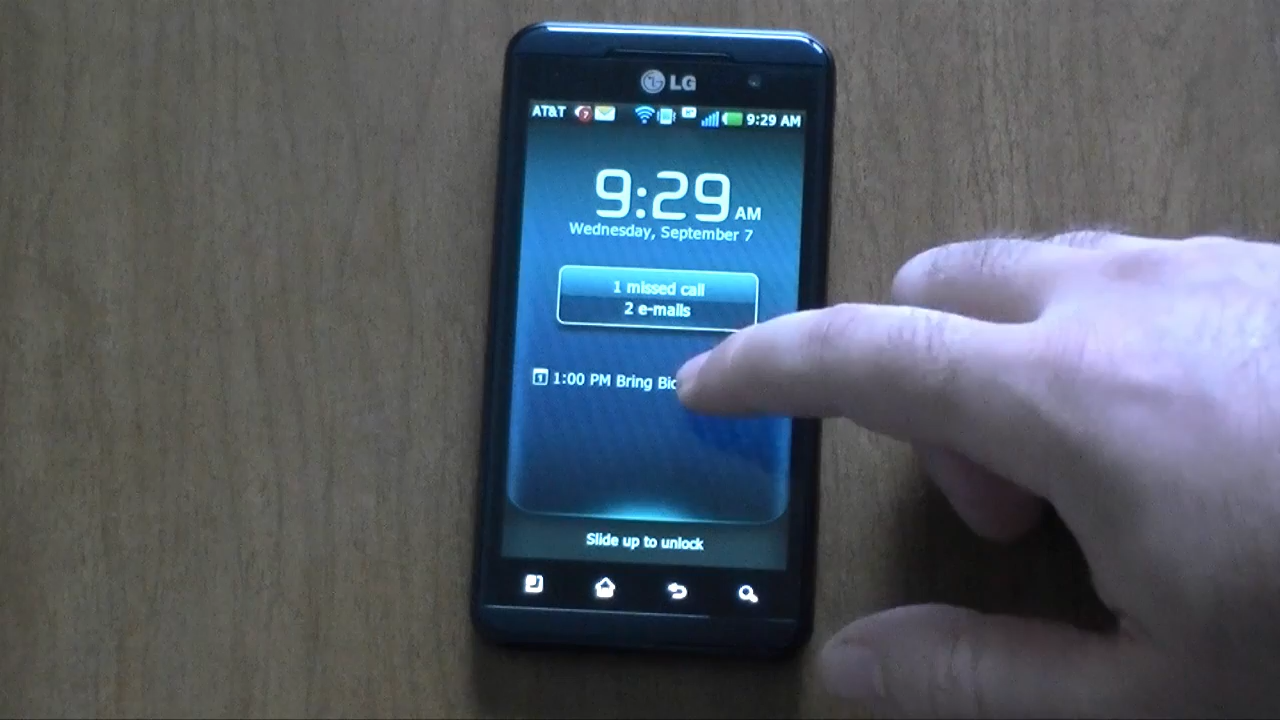 LG
AT&T 9:29 AM
9:29 AM
Wednesday, September 7
1 missed call
2 e-mails
1:00 PM Bring
Slide up to unlock